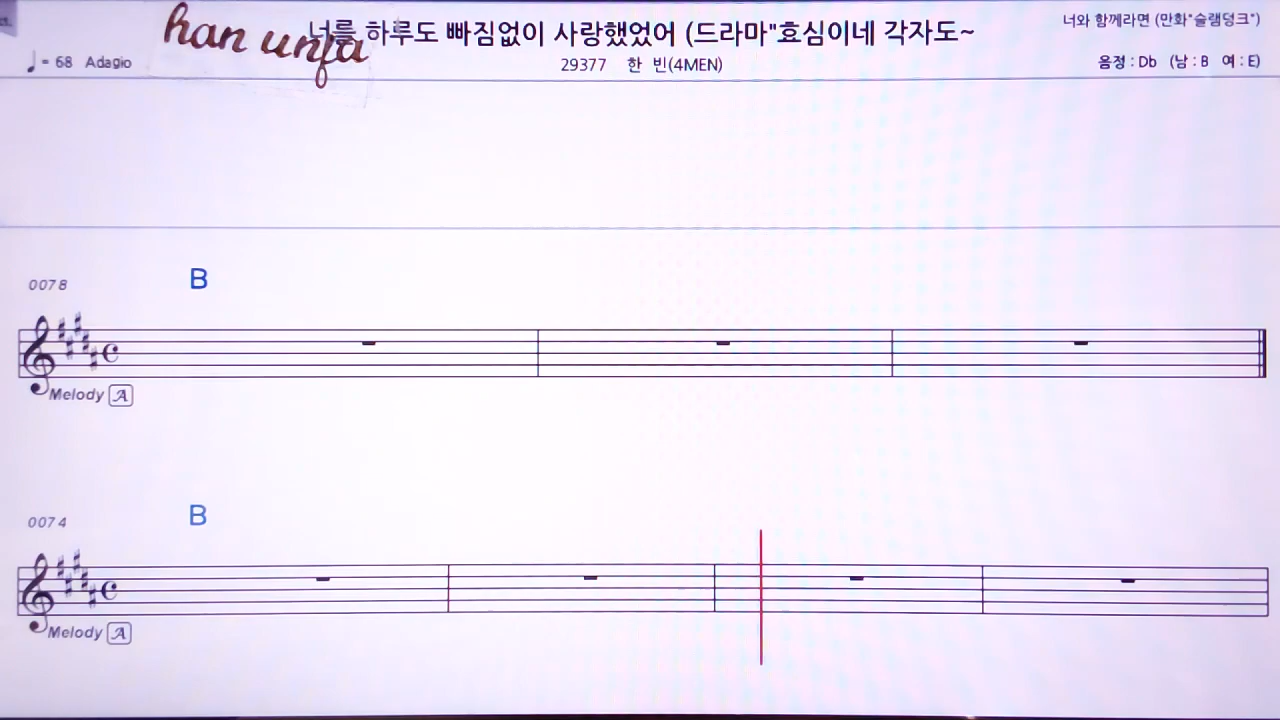 han unfa
너를 하루도 빠짐없이 사랑했었어 (드라마"효심이네 각자도~
너와 함께라면 (만화"슬램덩크")
♩ = 68 Adagio
29377 한 빈(4MEN)
음정 : Db (남 : B 여 : E)
0078
B
Melody A
0074
B
Melody A